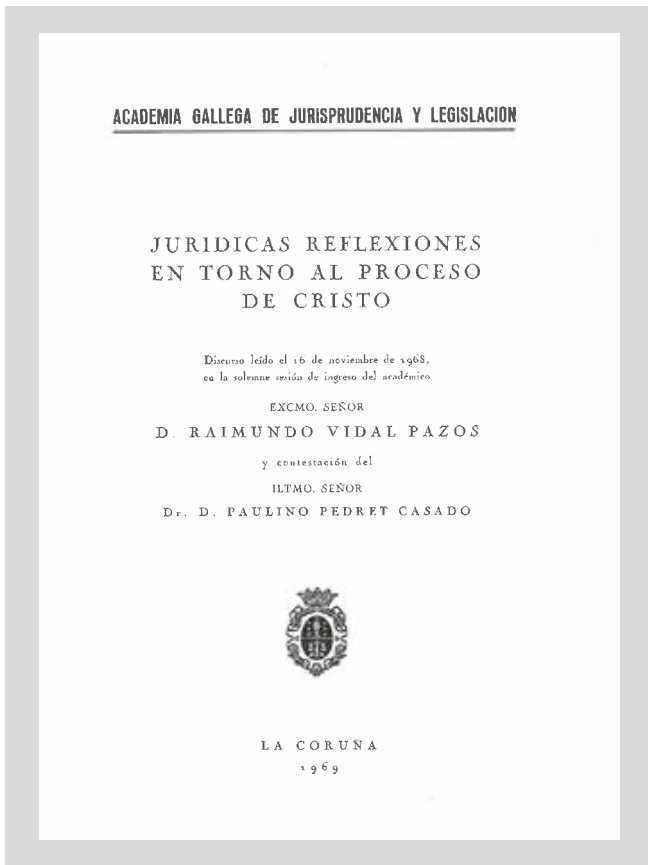 ACADEMIA GALLEGA DE JURISPRUDENCIA Y LEGISLACION
JURIDICAS REFLEXIONES
EN TORNO AL PROCESO
DE CRISTO
Discurso leído el 16 de noviembre de 1968,
en la solemne sesión de ingreso del académico
EXCMO. SEÑOR
D. RAIMUNDO VIDAL PAZOS
y contestación del
ILTMO. SEÑOR
Dr. D. PAULINO PEDRET CASADO
LA CORUÑA
1969